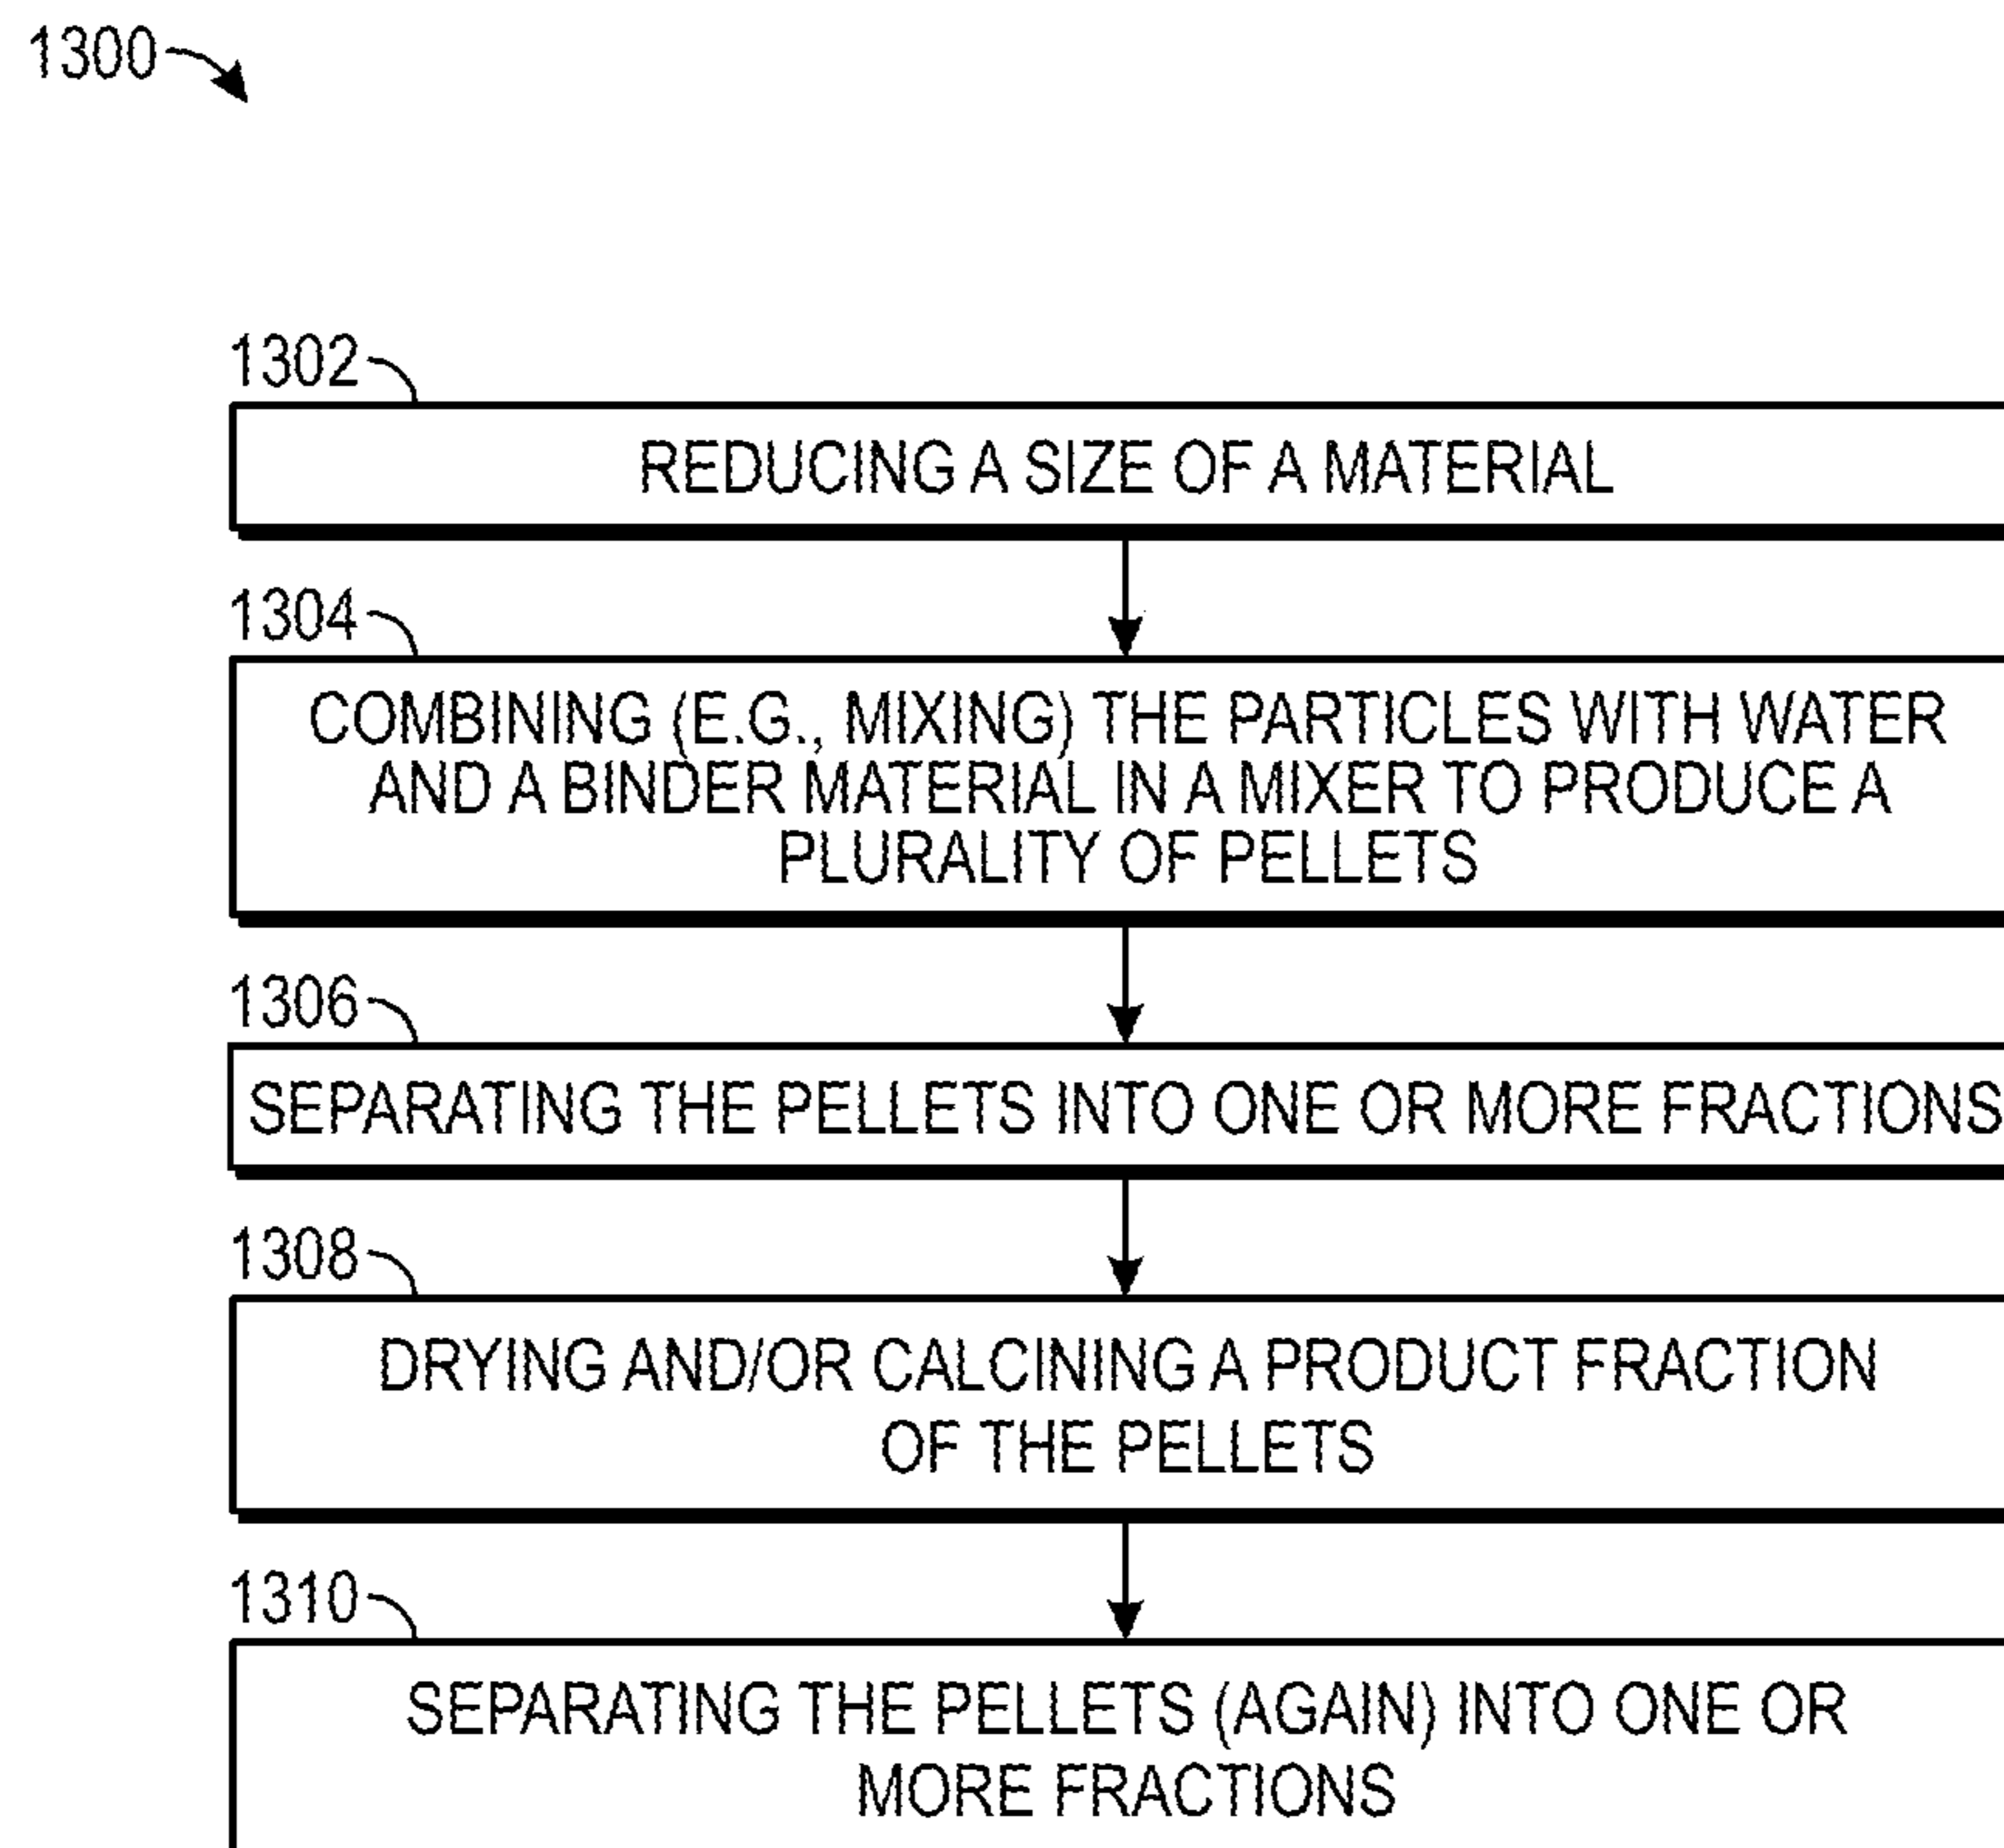 1300
1302
REDUCING A SIZE OF A MATERIAL
1304
COMBINING (E.G., MIXING) THE PARTICLES WITH WATER
AND A BINDER MATERIAL IN A MIXER TO PRODUCE A
PLURALITY OF PELLETS
1306
SEPARATING THE PELLETS INTO ONE OR MORE FRACTIONS
1308
DRYING AND/OR CALCINING A PRODUCT FRACTION
OF THE PELLETS
1310
SEPARATING THE PELLETS (AGAIN) INTO ONE OR
MORE FRACTIONS